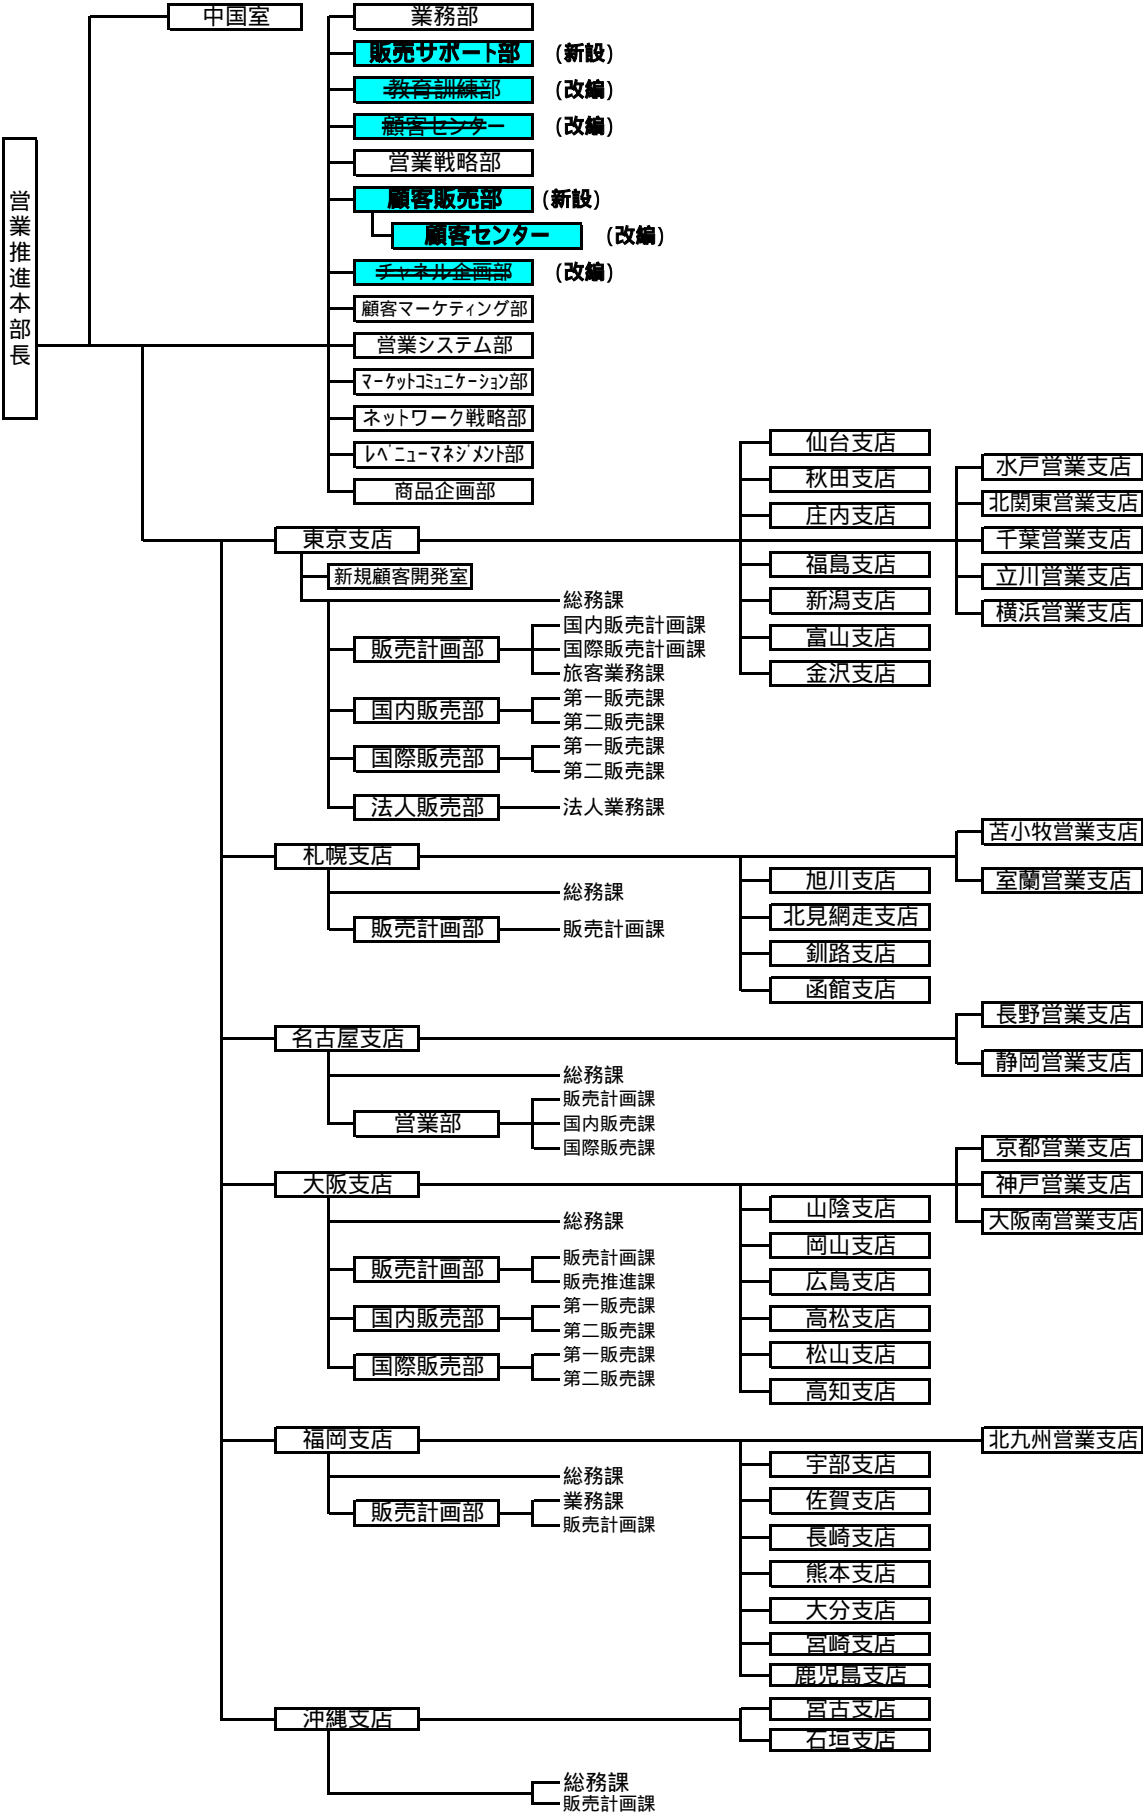 中国室
業務部
販売サポート部 (新設)
教育訓練部 (改編)
顧客センター (改編)
営業戦略部
顧客販売部 (新設)
顧客センター (改編)
チャネル企画部 (改編)
顧客マーケティング部
営業システム部
ﾏｰｹｯﾄｺﾐｭﾆｹｰｼｮﾝ部
ネットワーク戦略部
ﾚﾍﾞﾆｭｰﾏﾈｼﾞﾒﾝﾄ部
商品企画部
営業推進本部長
東京支店
新規顧客開発室
総務課
販売計画部
国内販売計画課
国際販売計画課
旅客業務課
国内販売部
第一販売課
第二販売課
国際販売部
第一販売課
第二販売課
法人販売部
法人業務課
仙台支店
秋田支店
庄内支店
福島支店
新潟支店
富山支店
金沢支店
水戸営業支店
北関東営業支店
千葉営業支店
立川営業支店
横浜営業支店
札幌支店
総務課
販売計画部
販売計画課
旭川支店
北見網走支店
釧路支店
函館支店
苫小牧営業支店
室蘭営業支店
名古屋支店
総務課
営業部
販売計画課
国内販売課
国際販売課
長野営業支店
静岡営業支店
大阪支店
総務課
販売計画部
販売計画課
販売推進課
国内販売部
第一販売課
第二販売課
国際販売部
第一販売課
第二販売課
山陰支店
岡山支店
広島支店
高松支店
松山支店
高知支店
京都営業支店
神戸営業支店
大阪南営業支店
福岡支店
総務課
販売計画部
業務課
販売計画課
宇部支店
佐賀支店
長崎支店
熊本支店
大分支店
宮崎支店
鹿児島支店
北九州営業支店
沖縄支店
総務課
販売計画課
宮古支店
石垣支店